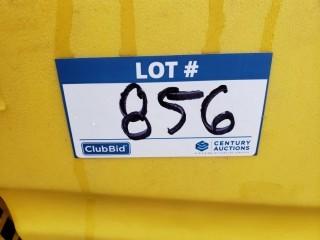 LOT #
856
ClubBid
CENTURY
AUCTIONS